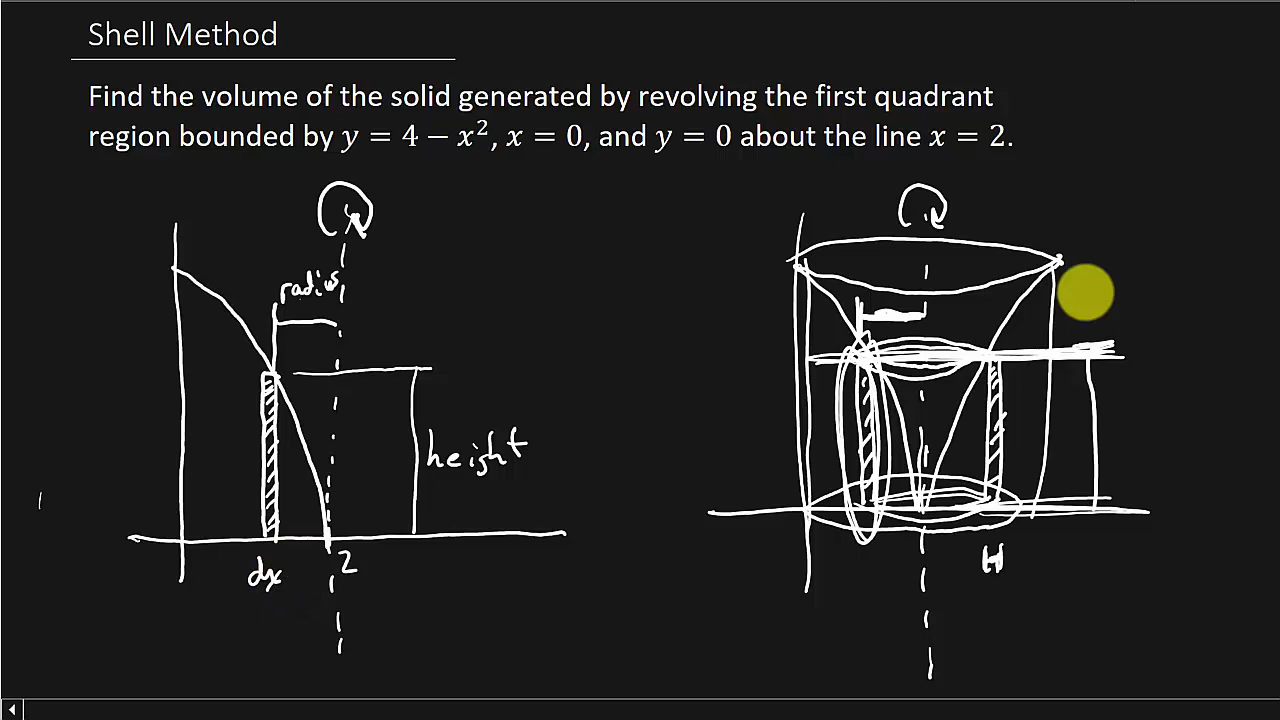 Shell Method
Find the volume of the solid generated by revolving the first quadrant
region bounded by y = 4 − x², x = 0, and y = 0 about the line x = 2.
radius
height
dx
2
H